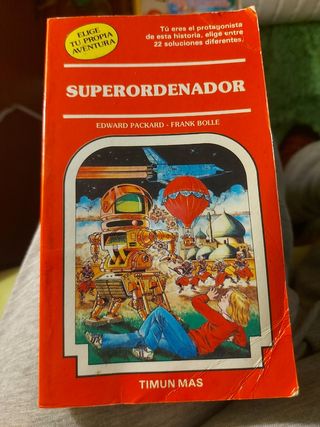 ELIGE
TU PROPIA
AVENTURA
Tú eres el protagonista
de esta historia, elige entre
22 soluciones diferentes.
SUPERORDENADOR
EDWARD PACKARD - FRANK BOLLE
TIMUN MAS